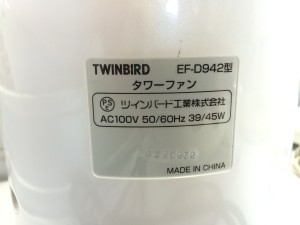 TWINBIRD EF-D942型
タワーファン
PS E ツインバード工業株式会社
AC100V 50/60Hz 39/45W
MADE IN CHINA